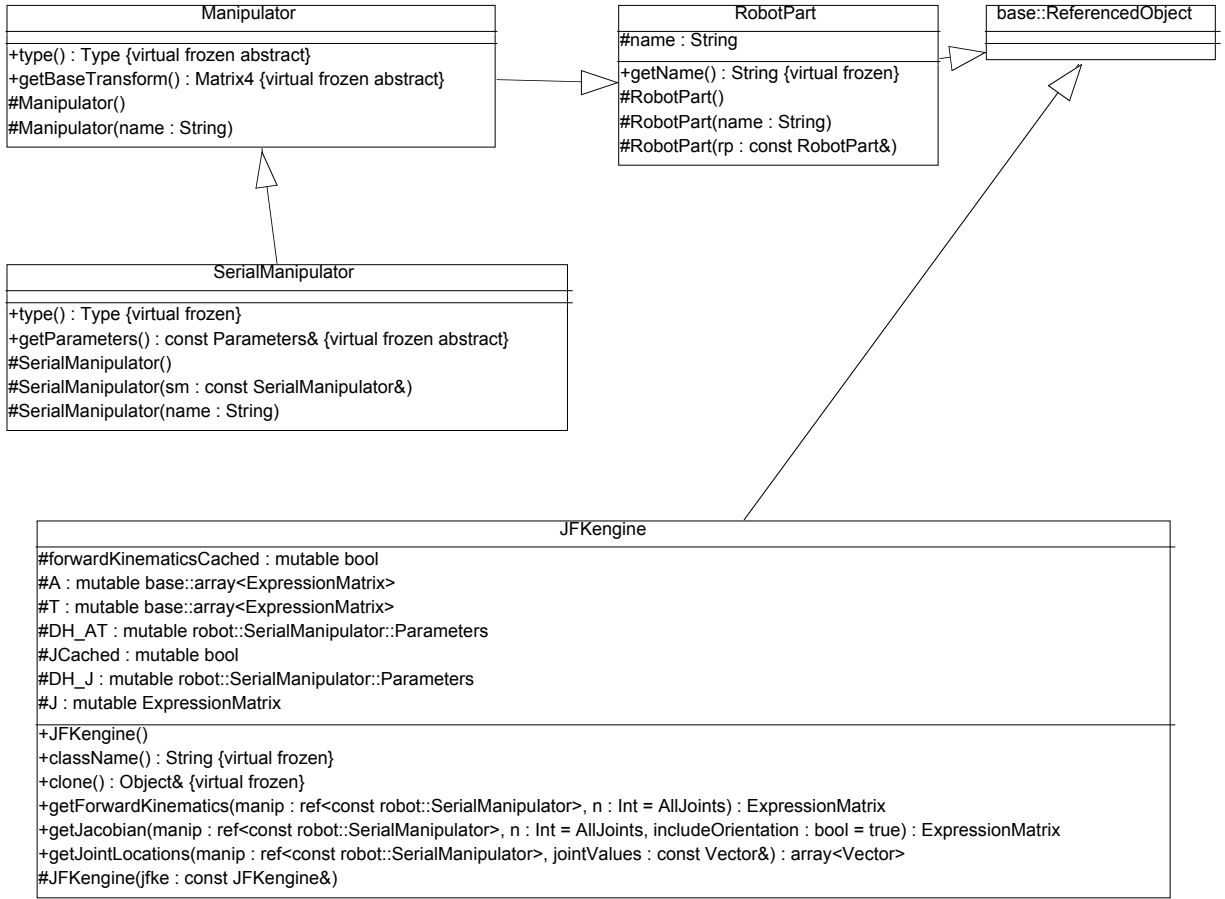 Manipulator
+type() : Type {virtual frozen abstract}
+getBaseTransform() : Matrix4 {virtual frozen abstract}
#Manipulator()
#Manipulator(name : String)
RobotPart
#name : String
+getName() : String {virtual frozen}
#RobotPart()
#RobotPart(name : String)
#RobotPart(rp : const RobotPart&)
base::ReferencedObject
SerialManipulator
+type() : Type {virtual frozen}
+getParameters() : const Parameters& {virtual frozen abstract}
#SerialManipulator()
#SerialManipulator(sm : const SerialManipulator&)
#SerialManipulator(name : String)
JFKengine
#forwardKinematicsCached : mutable bool
#A : mutable base::array<ExpressionMatrix>
#T : mutable base::array<ExpressionMatrix>
#DH_AT : mutable robot::SerialManipulator::Parameters
#JCached : mutable bool
#DH_J : mutable robot::SerialManipulator::Parameters
#J : mutable ExpressionMatrix
+JFKengine()
+className() : String {virtual frozen}
+clone() : Object& {virtual frozen}
+getForwardKinematics(manip : ref<const robot::SerialManipulator>, n : Int = AllJoints) : ExpressionMatrix
+getJacobian(manip : ref<const robot::SerialManipulator>, n : Int = AllJoints, includeOrientation : bool = true) : ExpressionMatrix
+getJointLocations(manip : ref<const robot::SerialManipulator>, jointValues : const Vector&) : array<Vector>
#JFKengine(jfke : const JFKengine&)